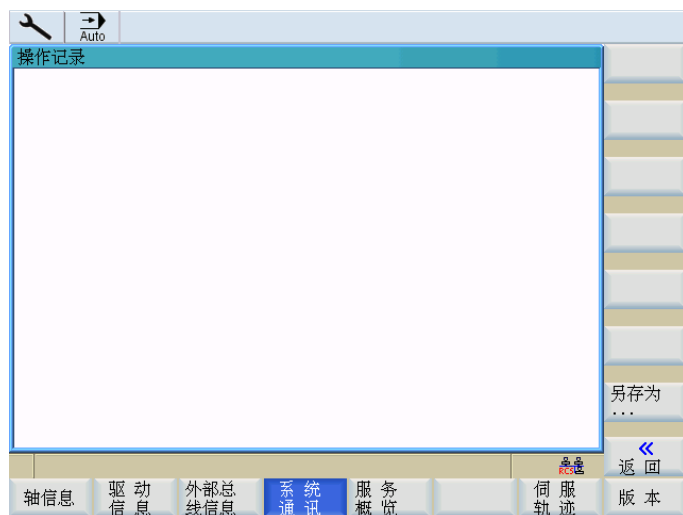 Auto
操作记录
另存为
...
RCS
返回
轴信息
驱动
信息
外部总
线信息
系统
通讯
服务
概览
伺服
轨迹
版本